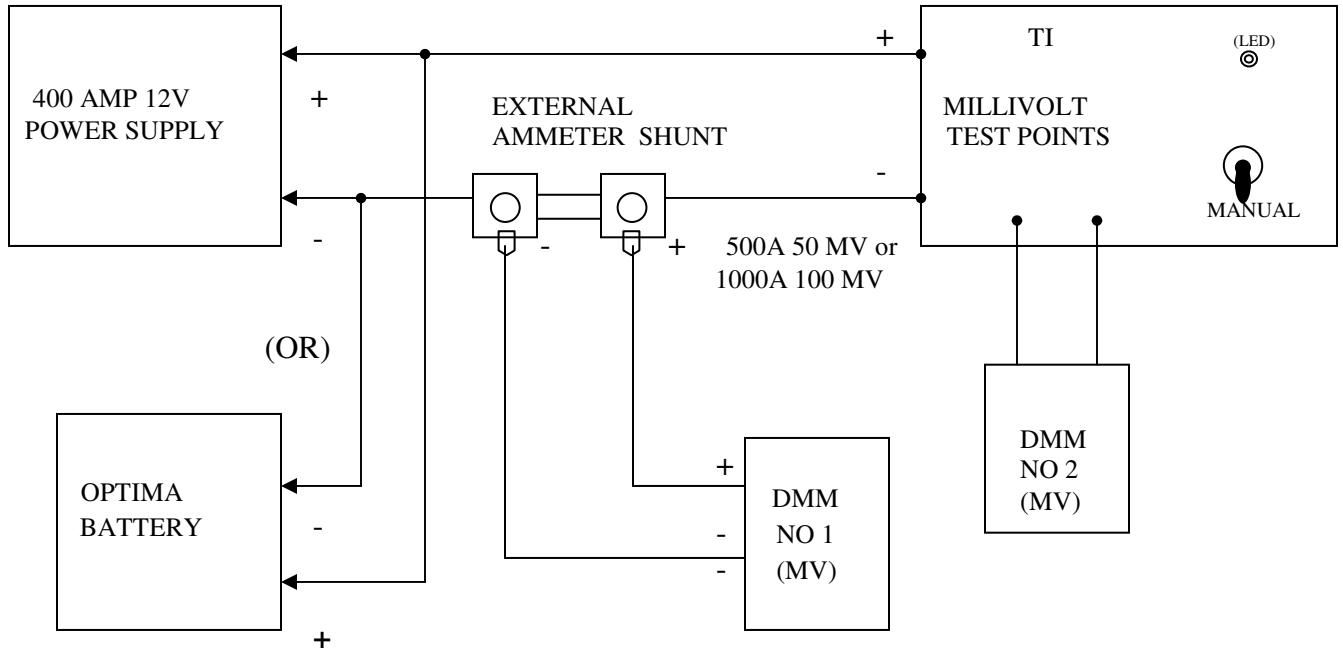 400 AMP 12V
POWER SUPPLY
+
-
EXTERNAL
AMMETER SHUNT
+
-
TI
(LED)
MILLIVOLT
TEST POINTS
MANUAL
-
+
500A 50 MV or
1000A 100 MV
(OR)
OPTIMA
BATTERY
-
+
+
-
-
DMM
NO 1
(MV)
DMM
NO 2
(MV)